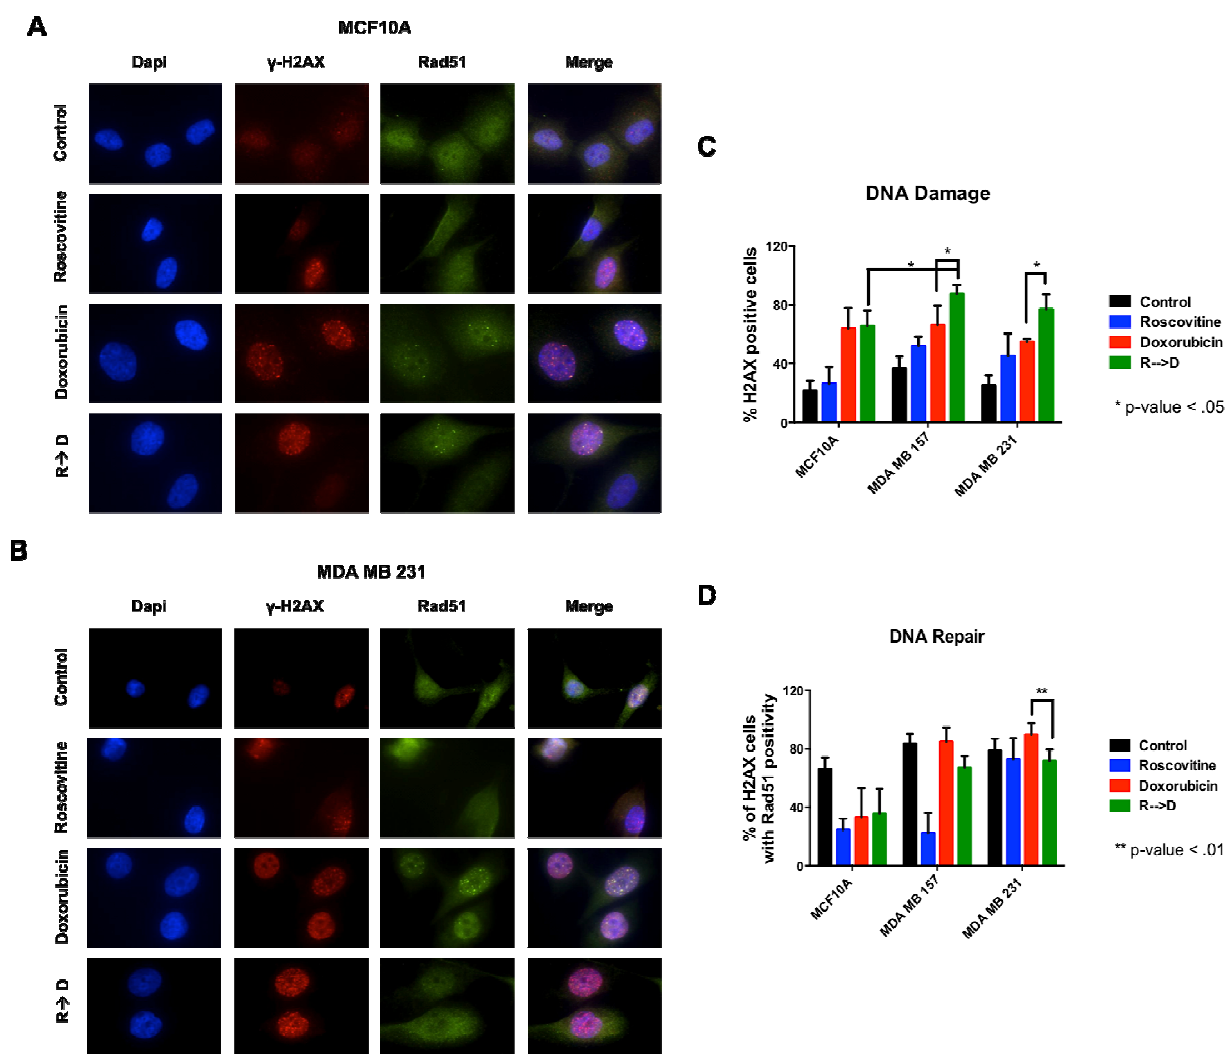 A
MCF10A
Dapi γ-H2AX Rad51 Merge
Control
Roscovitine
Doxorubicin
R→D
B
MDA MB 231
Dapi γ-H2AX Rad51 Merge
Control
Roscovitine
Doxorubicin
R→D
C
DNA Damage
% H2AX positive cells
120
80
40
0
* * *
MCF10A
MDA MB 157
MDA MB 231
Control
Roscovitine
Doxorubicin
R-->D
* p-value < .05
D
DNA Repair
% of H2AX cells
with Rad51 positivity
120
80
40
0
**
MCF10A
MDA MB 157
MDA MB 231
Control
Roscovitine
Doxorubicin
R-->D
** p-value < .01